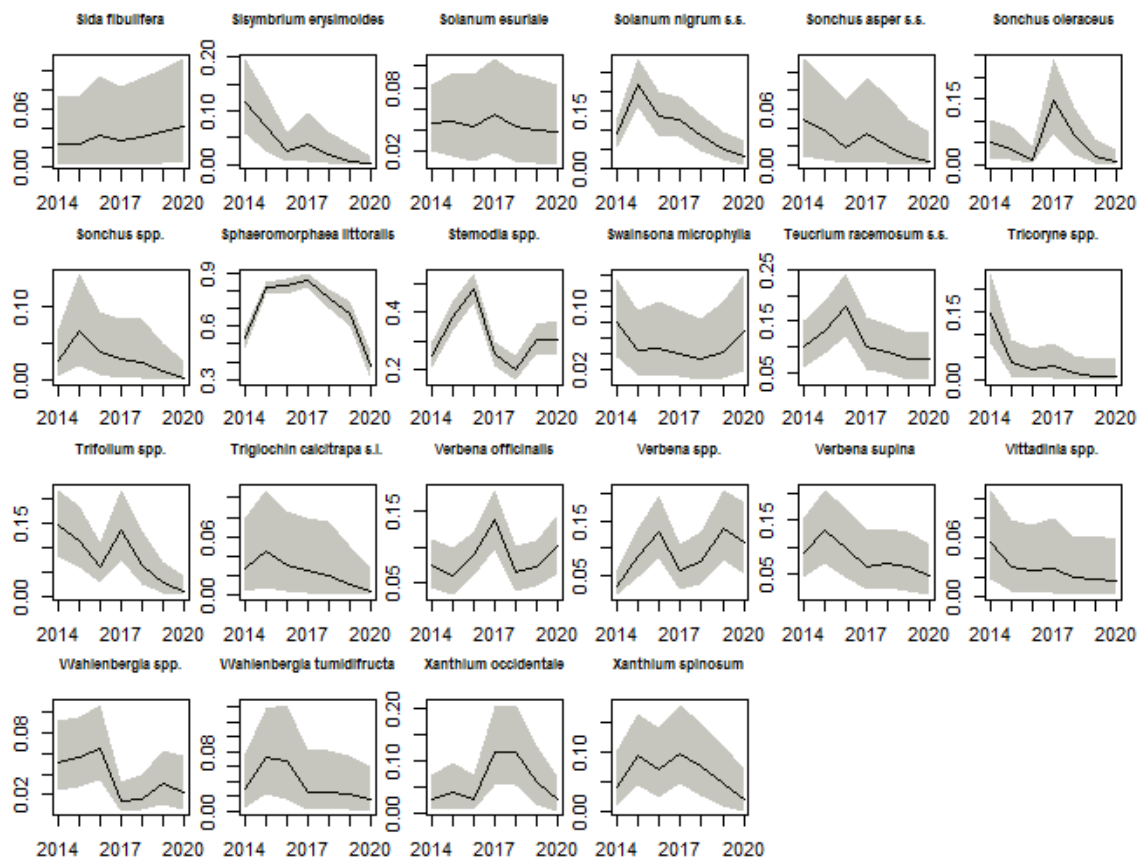 Sida fibulifera Sisymbrium erysimoides Solanum esuriale Solanum nigrum s.s. Sonchus asper s.s. Sonchus oleraceus
0.00 0.06 0.00 0.10 0.20 0.02 0.08 0.00 0.15 0.00 0.06 0.00 0.15
2014 2017 2020 2014 2017 2020 2014 2017 2020 2014 2017 2020 2014 2017 2020 2014 2017 2020
Sonchus spp. Sphaeromorphaea littoralis Stemodia spp. Swainsona microphylla Teucrium racemosum s.s. Tricoryne spp.
0.00 0.10 0.3 0.6 0.9 0.2 0.4 0.02 0.10 0.05 0.15 0.25 0.00 0.15
2014 2017 2020 2014 2017 2020 2014 2017 2020 2014 2017 2020 2014 2017 2020 2014 2017 2020
Trifolium spp. Triglochin calcitrapa s.l. Verbena officinalis Verbena spp. Verbena supina Vittadinia spp.
0.00 0.15 0.00 0.06 0.05 0.15 0.05 0.15 0.05 0.15 0.00 0.06
2014 2017 2020 2014 2017 2020 2014 2017 2020 2014 2017 2020 2014 2017 2020 2014 2017 2020
Wahlenbergia spp. Wahlenbergia tumidifructa Xanthium occidentale Xanthium spinosum
0.02 0.08 0.00 0.08 0.00 0.10 0.20 0.00 0.10
2014 2017 2020 2014 2017 2020 2014 2017 2020 2014 2017 2020